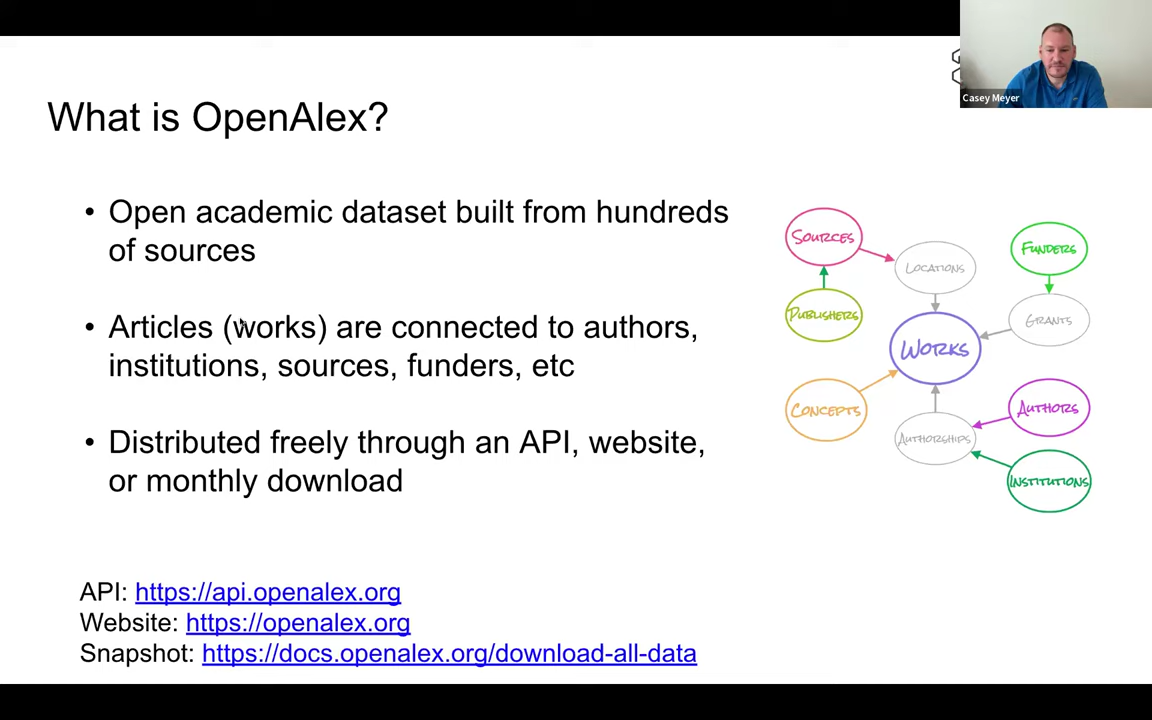 Casey Meyer
What is OpenAlex?
• Open academic dataset built from hundreds
of sources
• Articles (works) are connected to authors,
institutions, sources, funders, etc
• Distributed freely through an API, website,
or monthly download
SOURCES
FUNDERS
LOCATIONS
PUBLISHERS
GRANTS
WORKS
CONCEPTS
AUTHORS
AUTHORSHIPS
INSTITUTIONS
API: https://api.openalex.org
Website: https://openalex.org
Snapshot: https://docs.openalex.org/download-all-data